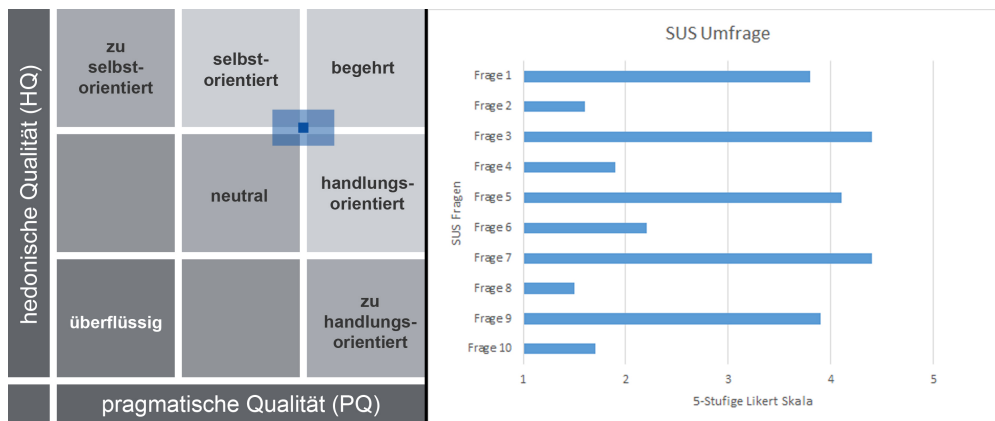 hedonische Qualität (HQ)
zu
selbst-
orientiert
selbst-
orientiert
begehrt
neutral
handlungs-
orientiert
überflüssig
zu
handlungs-
orientiert
pragmatische Qualität (PQ)
SUS Umfrage
SUS Fragen
Frage 1
Frage 2
Frage 3
Frage 4
Frage 5
Frage 6
Frage 7
Frage 8
Frage 9
Frage 10
1 2 3 4 5
5-Stufige Likert Skala